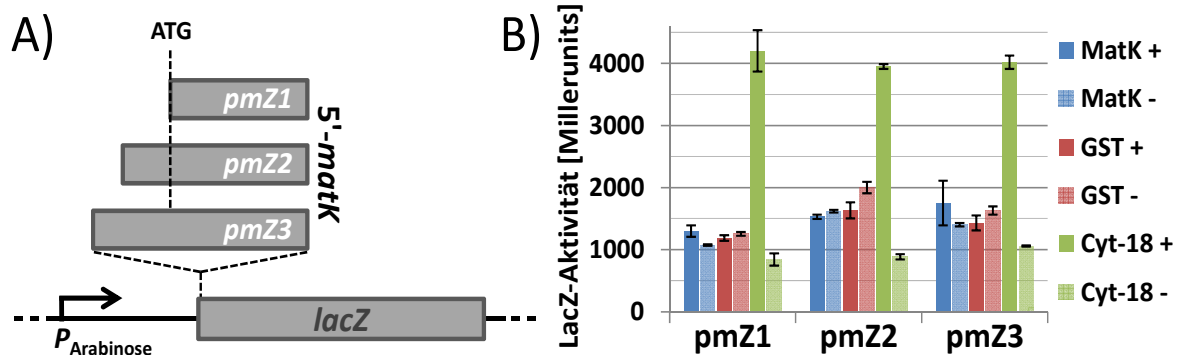 A)
ATG
pmZ1
pmZ2
pmZ3
5'-matK
lacZ
PArabinose
B)
LacZ-Aktivität [Millerunits]
4000
3000
2000
1000
0
pmZ1 pmZ2 pmZ3
MatK +
MatK -
GST +
GST -
Cyt-18 +
Cyt-18 -